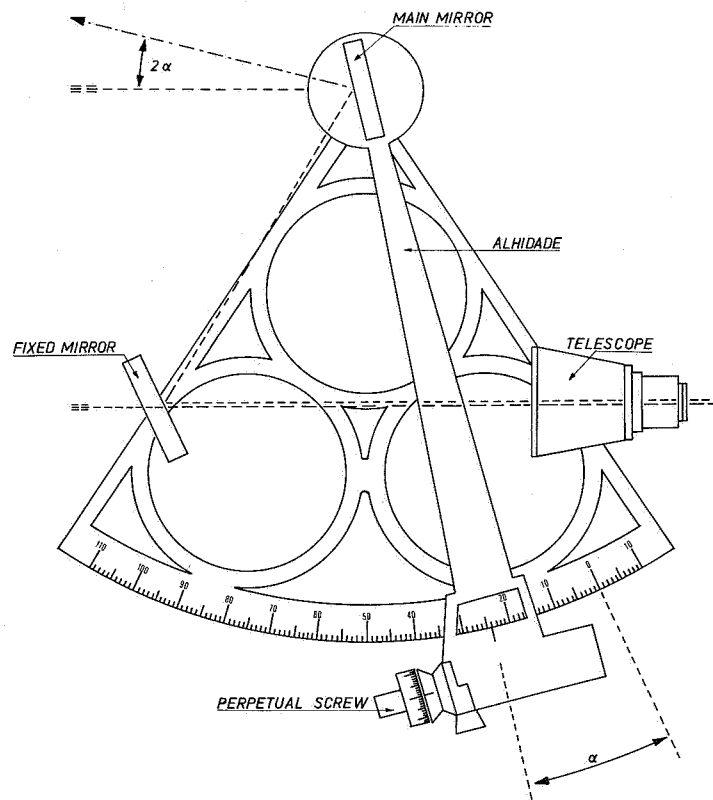 MAIN MIRROR
2α
ALHIDADE
FIXED MIRROR
TELESCOPE
110 100 90 80 70 60 50 40 20 10 0 10
PERPETUAL SCREW
α